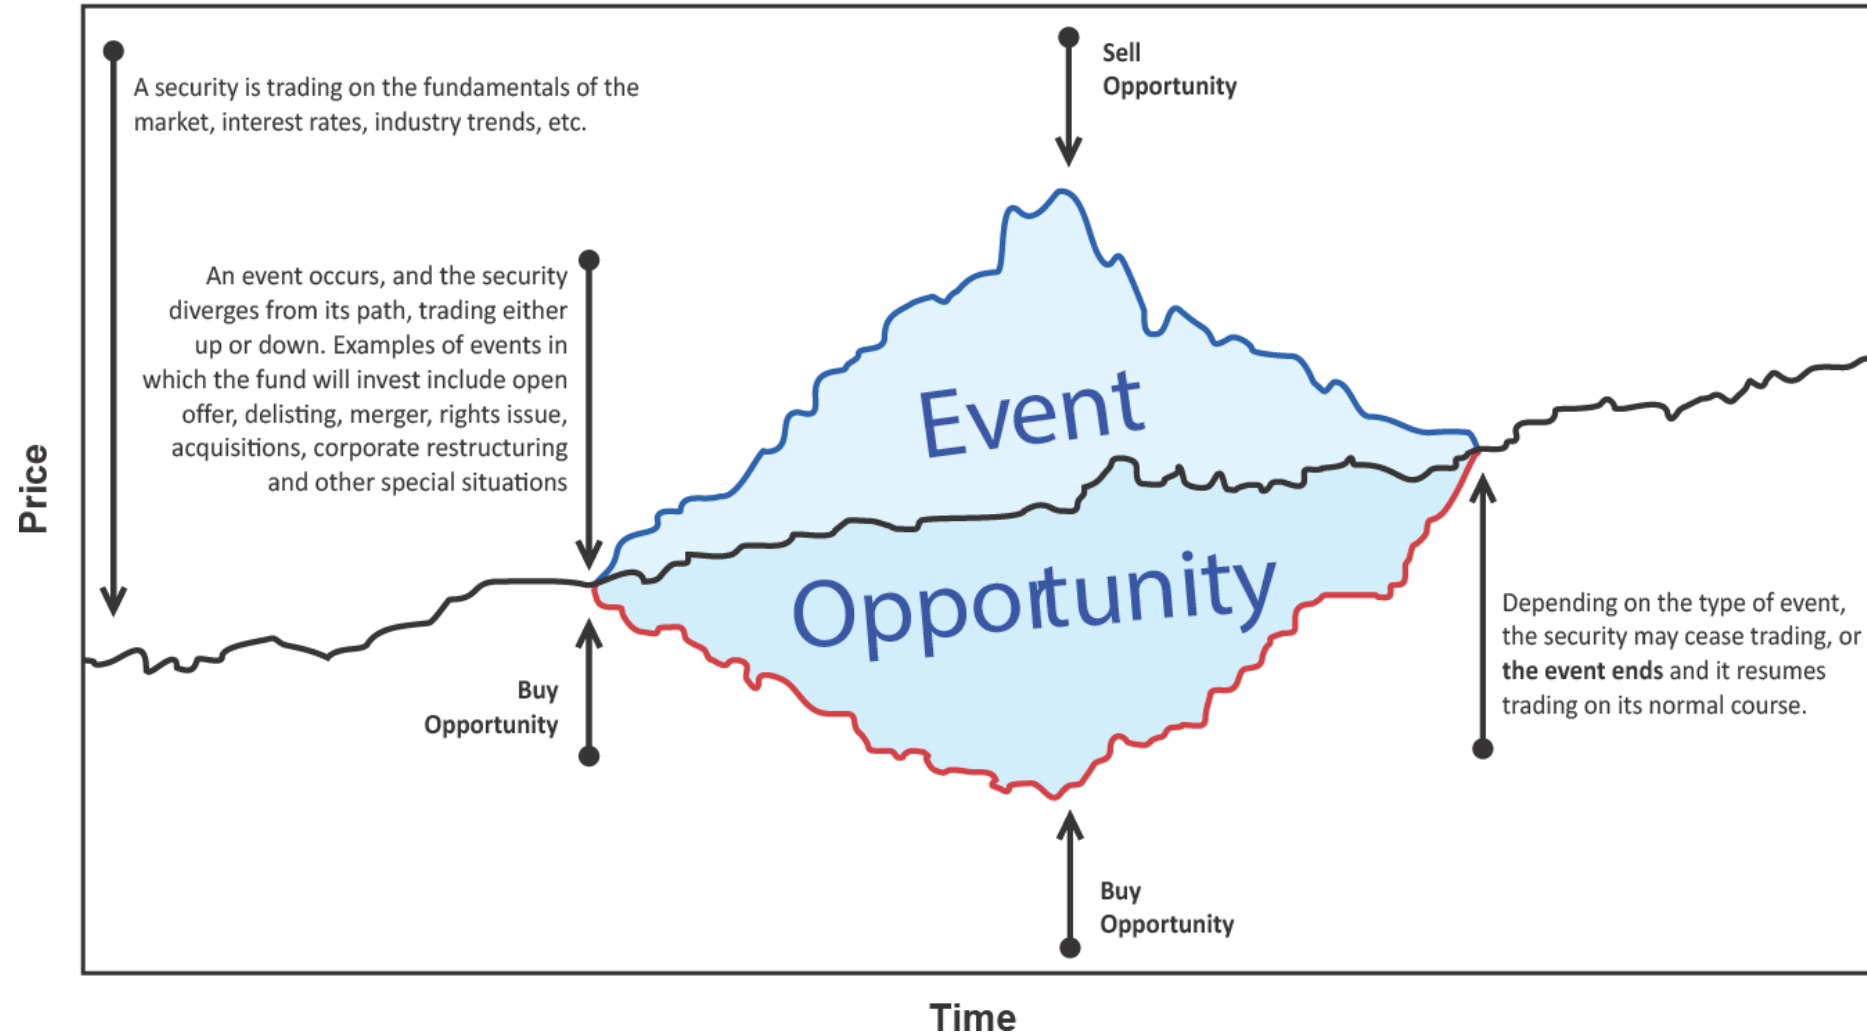 Sell
Opportunity
A security is trading on the fundamentals of the
market, interest rates, industry trends, etc.
An event occurs, and the security
diverges from its path, trading either
up or down. Examples of events in
which the fund will invest include open
offer, delisting, merger, rights issue,
acquisitions, corporate restructuring
and other special situations
Event
Opportunity
Price
Buy
Opportunity
Depending on the type of event,
the security may cease trading, or
the event ends and it resumes
trading on its normal course.
Buy
Opportunity
Time